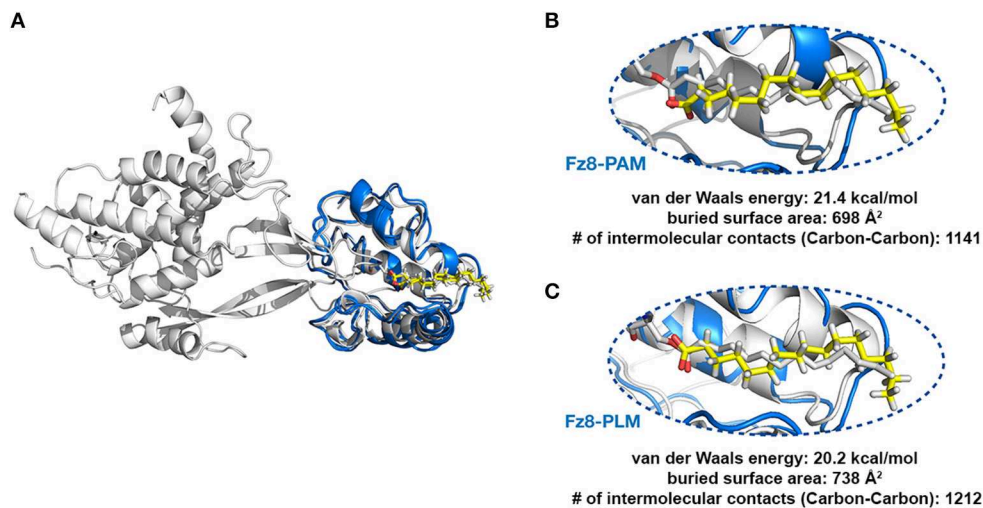 A
B
Fz8-PAM
van der Waals energy: 21.4 kcal/mol
buried surface area: 698 Å²
# of intermolecular contacts (Carbon-Carbon): 1141
C
Fz8-PLM
van der Waals energy: 20.2 kcal/mol
buried surface area: 738 Å²
# of intermolecular contacts (Carbon-Carbon): 1212